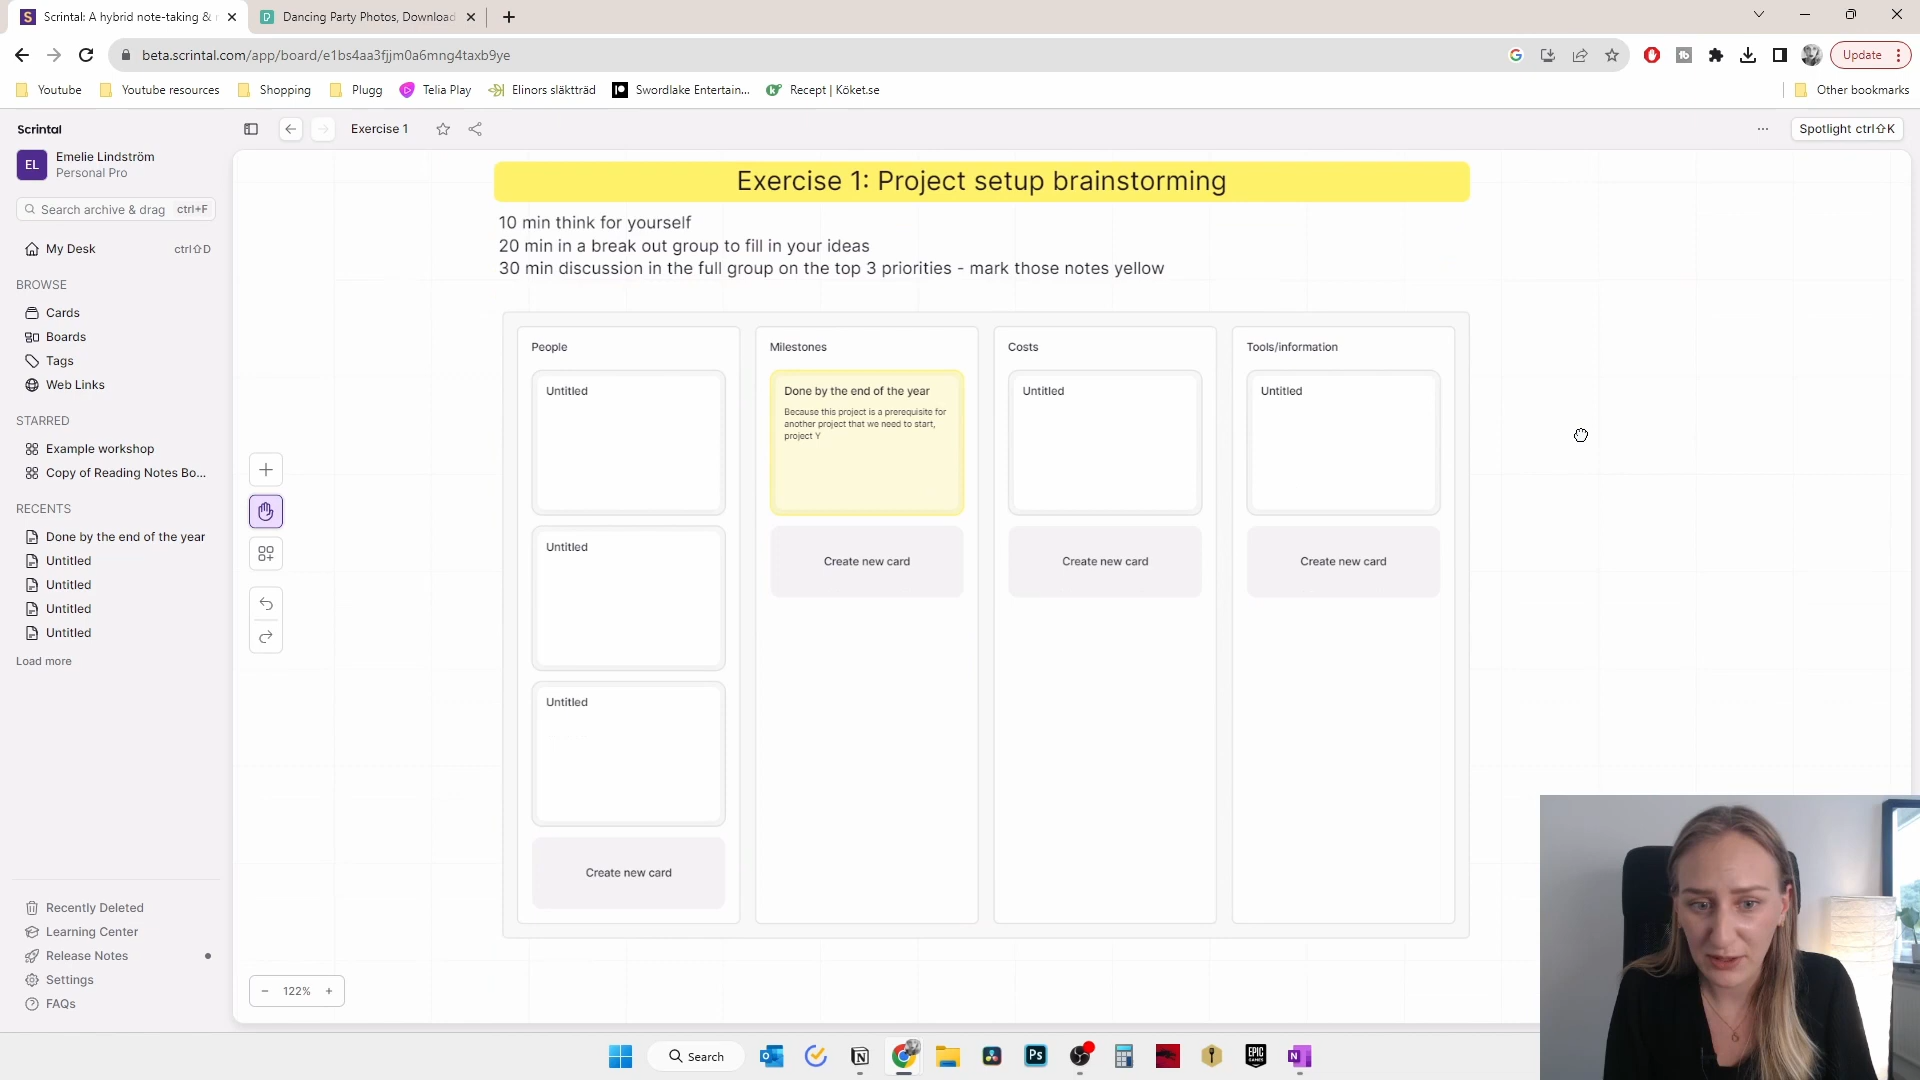 Scrintal: A hybrid note-taking &
Dancing Party Photos, Download
beta.scrintal.com/app/board/e1bs4aa3fjjm0a6mng4taxb9ye
Update
Youtube
Youtube resources
Shopping
Plugg
Telia Play
Elinors släktträd
Swordlake Entertain...
Recept | Köket.se
Other bookmarks
Scrintal
Exercise 1
Spotlight ctrl⇧K
EL
Emelie Lindström
Personal Pro
Search archive & drag ctrl+F
My Desk ctrl⇧D
BROWSE
Cards
Boards
Tags
Web Links
STARRED
Example workshop
Copy of Reading Notes Bo...
RECENTS
Done by the end of the year
Untitled
Untitled
Untitled
Untitled
Load more
Recently Deleted
Learning Center
Release Notes
Settings
FAQs
Exercise 1: Project setup brainstorming
10 min think for yourself
20 min in a break out group to fill in your ideas
30 min discussion in the full group on the top 3 priorities - mark those notes yellow
People
Untitled
Untitled
Untitled
Create new card
Milestones
Done by the end of the year
Because this project is a prerequisite for
another project that we need to start,
project Y
Create new card
Costs
Untitled
Create new card
Tools/information
Untitled
Create new card
− 122% +
Search
Ps
EPIC
GAMES
N